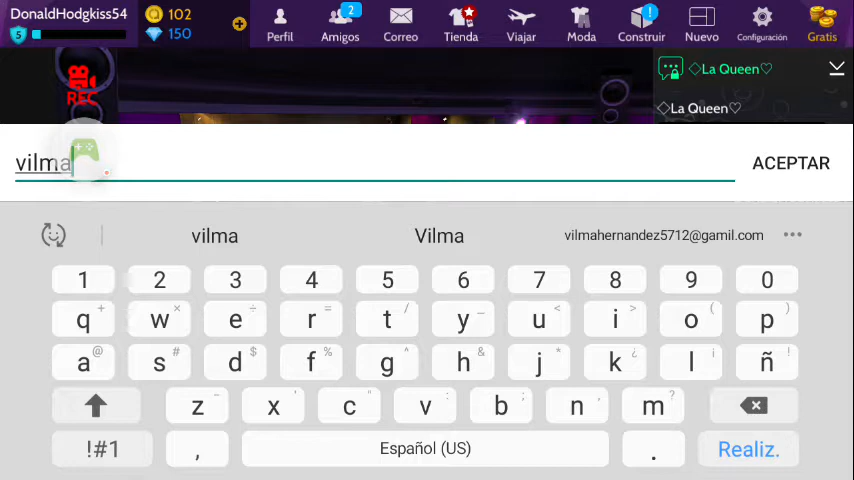 DonaldHodgkiss54
5
102
150
Perfil
2
Amigos
Correo
Tienda
Viajar
Moda
!
Construir
Nuevo
Configuración
Gratis
REC
◇La Queen♡
◇La Queen♡
vilma
ACEPTAR
vilma Vilma vilmahernandez5712@gamil.com •••
1 2 3 4 5 6 7 8 9 0
q + w × e ÷ r = t / y _ u < i > o ( p )
a @ s # d $ f % g ^ h & j * k ¿ l ¡ ñ !
z - x ' c " v : b ; n , m ?
!#1 , Español (US) . Realiz.